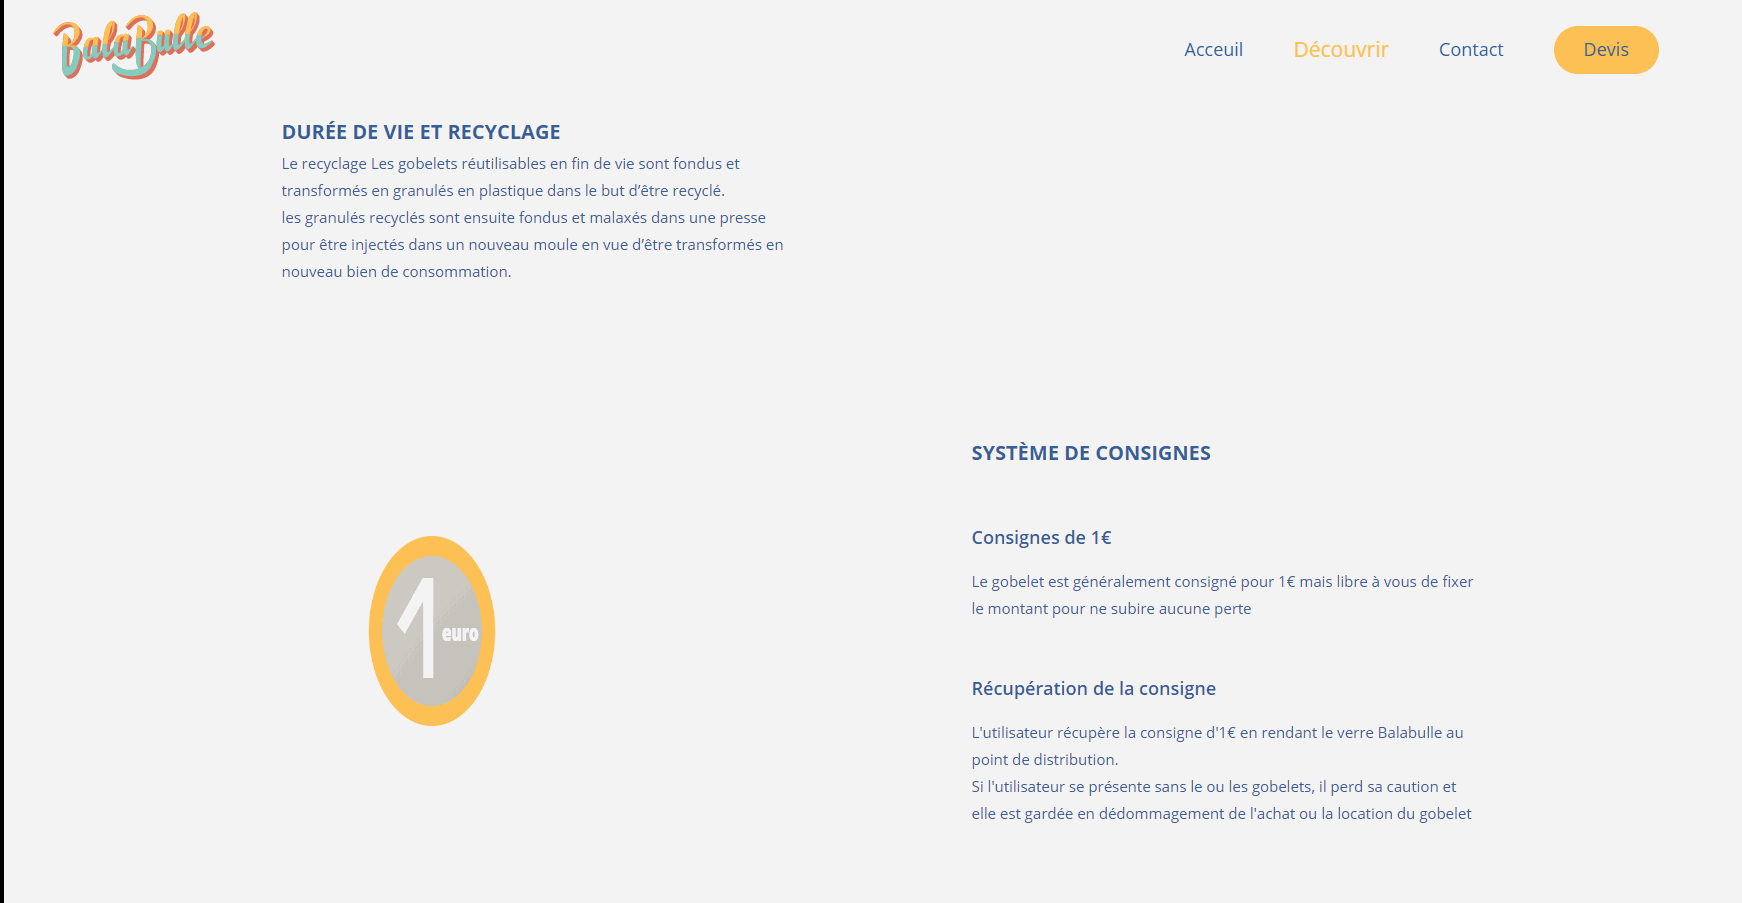 BalaBulle
Acceuil
Découvrir
Contact
Devis
DURÉE DE VIE ET RECYCLAGE
Le recyclage Les gobelets réutilisables en fin de vie sont fondus et
transformés en granulés en plastique dans le but d’être recyclé.
les granulés recyclés sont ensuite fondus et malaxés dans une presse
pour être injectés dans un nouveau moule en vue d’être transformés en
nouveau bien de consommation.
1 euro
SYSTÈME DE CONSIGNES
Consignes de 1€
Le gobelet est généralement consigné pour 1€ mais libre à vous de fixer
le montant pour ne subire aucune perte
Récupération de la consigne
L'utilisateur récupère la consigne d'1€ en rendant le verre Balabulle au
point de distribution.
Si l'utilisateur se présente sans le ou les gobelets, il perd sa caution et
elle est gardée en dédommagement de l'achat ou la location du gobelet